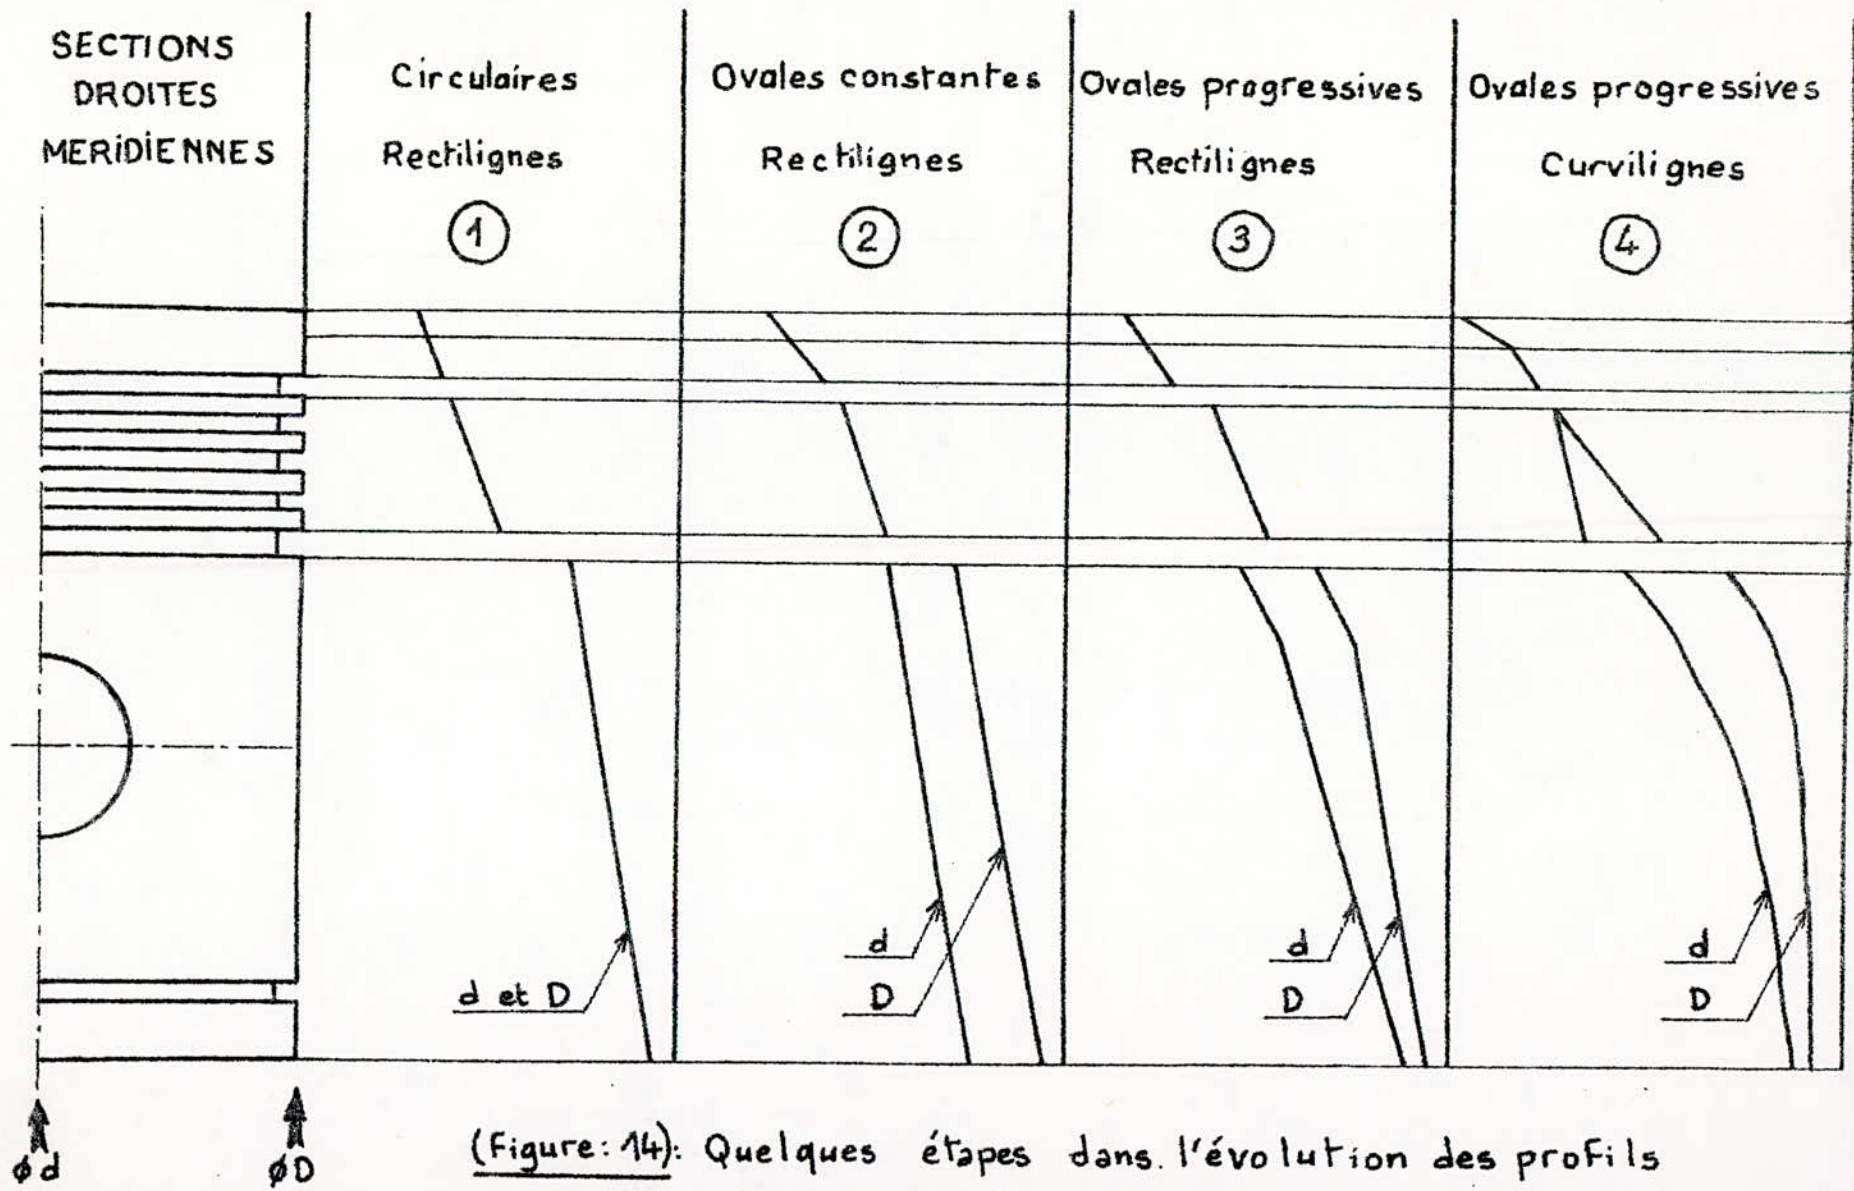 SECTIONS
DROITES
MERIDIENNES
Circulaires
Rectilignes
1
Ovales constantes
Rectilignes
2
Ovales progressives
Rectilignes
3
Ovales progressives
Curvilignes
4
d et D
d
D
d
D
d
D
ød
øD
(Figure: 14): Quelques étapes dans. l'évolution des profils